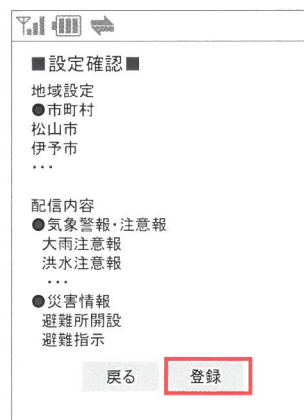 ■設定確認■
地域設定
●市町村
松山市
伊予市
･･･
配信内容
●気象警報･注意報
大雨注意報
洪水注意報
･･･
●災害情報
避難所開設
避難指示
戻る 登録